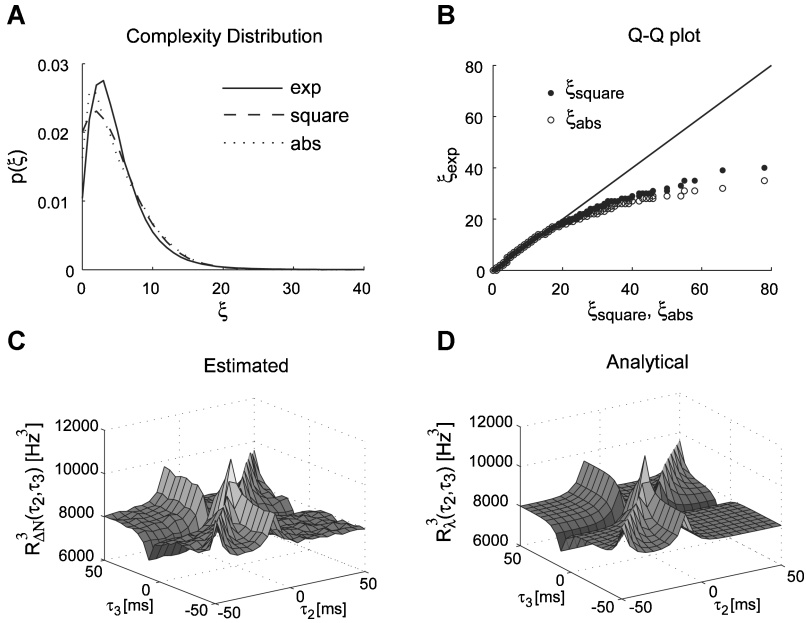 A
Complexity Distribution
0.03
0.02
0.01
0
p(ξ)
exp
square
abs
0 10 20 30 40
ξ
B
Q-Q plot
80
60
40
20
0
ξexp
ξsquare
ξabs
0 20 40 60 80
ξsquare, ξabs
C
Estimated
12000
10000
8000
6000
R³ΔN(τ2,τ3) [Hz³]
50
0
-50
τ3[ms]
-50
0
50
τ2[ms]
D
Analytical
12000
10000
8000
6000
R³λ(τ2,τ3) [Hz³]
50
0
-50
τ3[ms]
-50
0
50
τ2[ms]